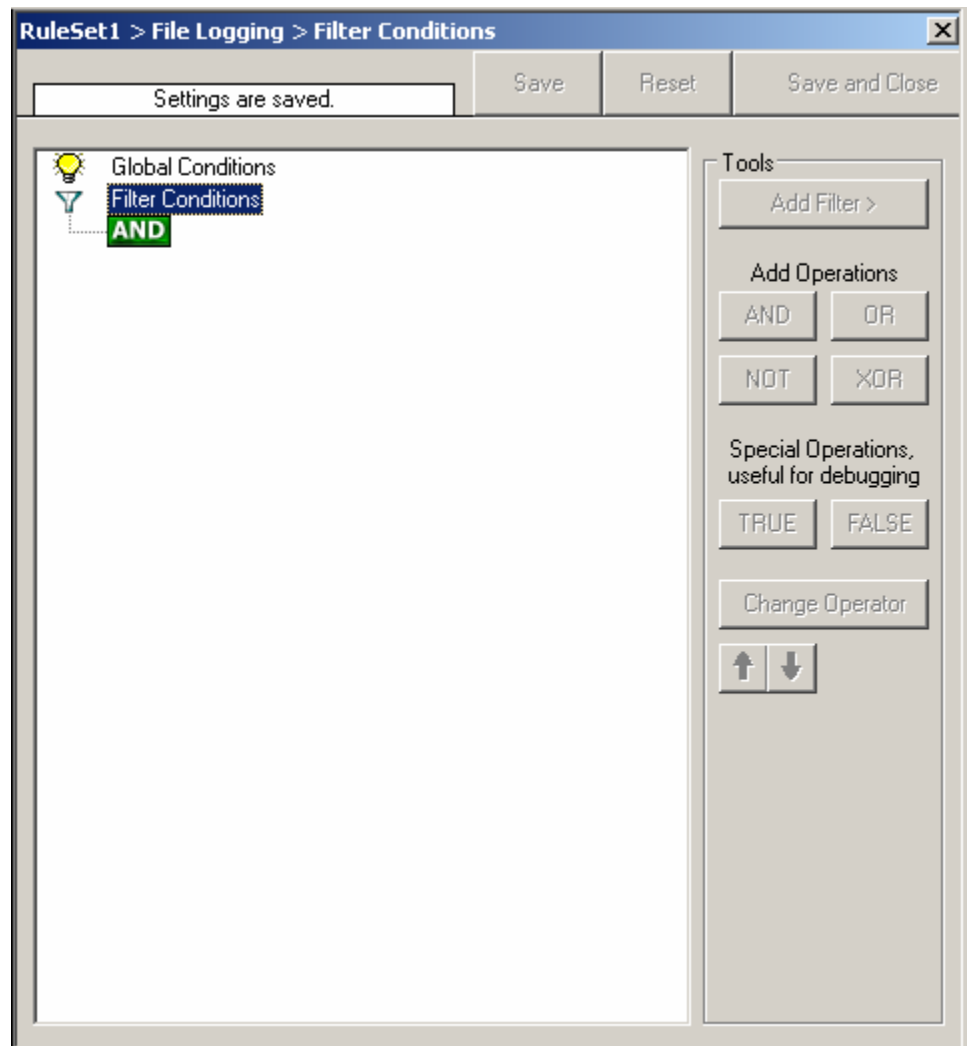 RuleSet1 > File Logging > Filter Conditions
Settings are saved.
Save
Reset
Save and Close
Global Conditions
Filter Conditions
AND
Tools
Add Filter >
Add Operations
AND
OR
NOT
XOR
Special Operations,
useful for debugging
TRUE
FALSE
Change Operator